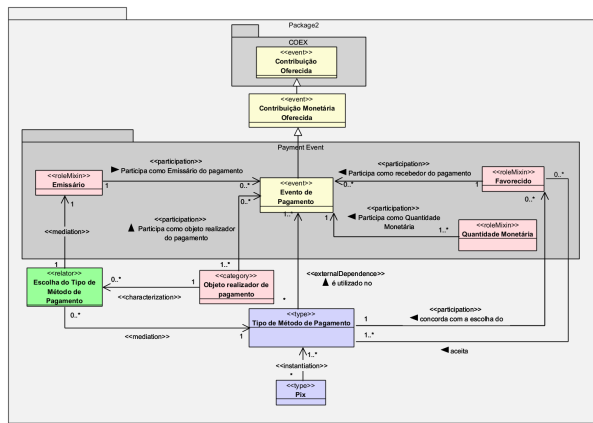 Package2
COEX
<<event>>
Contribuição
Oferecida
<<event>>
Contribuição Monetária
Oferecida
Payment Event
<<roleMixin>>
Emissário
1
<<participation>>
Participa como Emissário do pagamento
0..*
<<event>>
Evento de
Pagamento
<<participation>>
Participa como recebedor do pagamento
0..*
1
<<roleMixin>>
Favorecido
0..*
0..*
1
<<mediation>>
1
<<participation>>
Participa como objeto realizador
do pagamento
0..*
1..*
1..*
1
<<participation>>
Participa como Quantidade
Monetária
1..*
<<roleMixin>>
Quantidade Monetária
<<relator>>
Escolha do Tipo de
Método de
Pagamento
0..*
<<characterization>>
1
<<category>>
Objeto realizador de
pagamento
<<externalDependence>>
é utilizado no
*
0..*
<<mediation>>
1
<<type>>
Tipo de Método de Pagamento
1
<<participation>>
concorda com a escolha do
1..*
aceita
1..*
<<instantiation>>
*
<<type>>
Pix